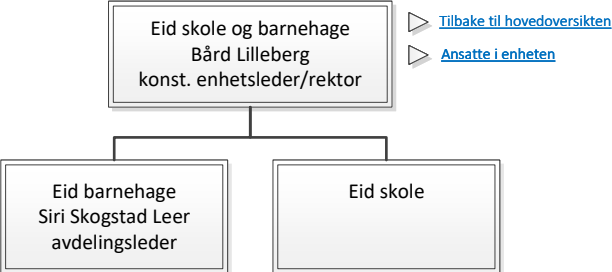 Eid skole og barnehage
Bård Lilleberg
konst. enhetsleder/rektor
Tilbake til hovedoversikten
Ansatte i enheten
Eid barnehage
Siri Skogstad Leer
avdelingsleder
Eid skole